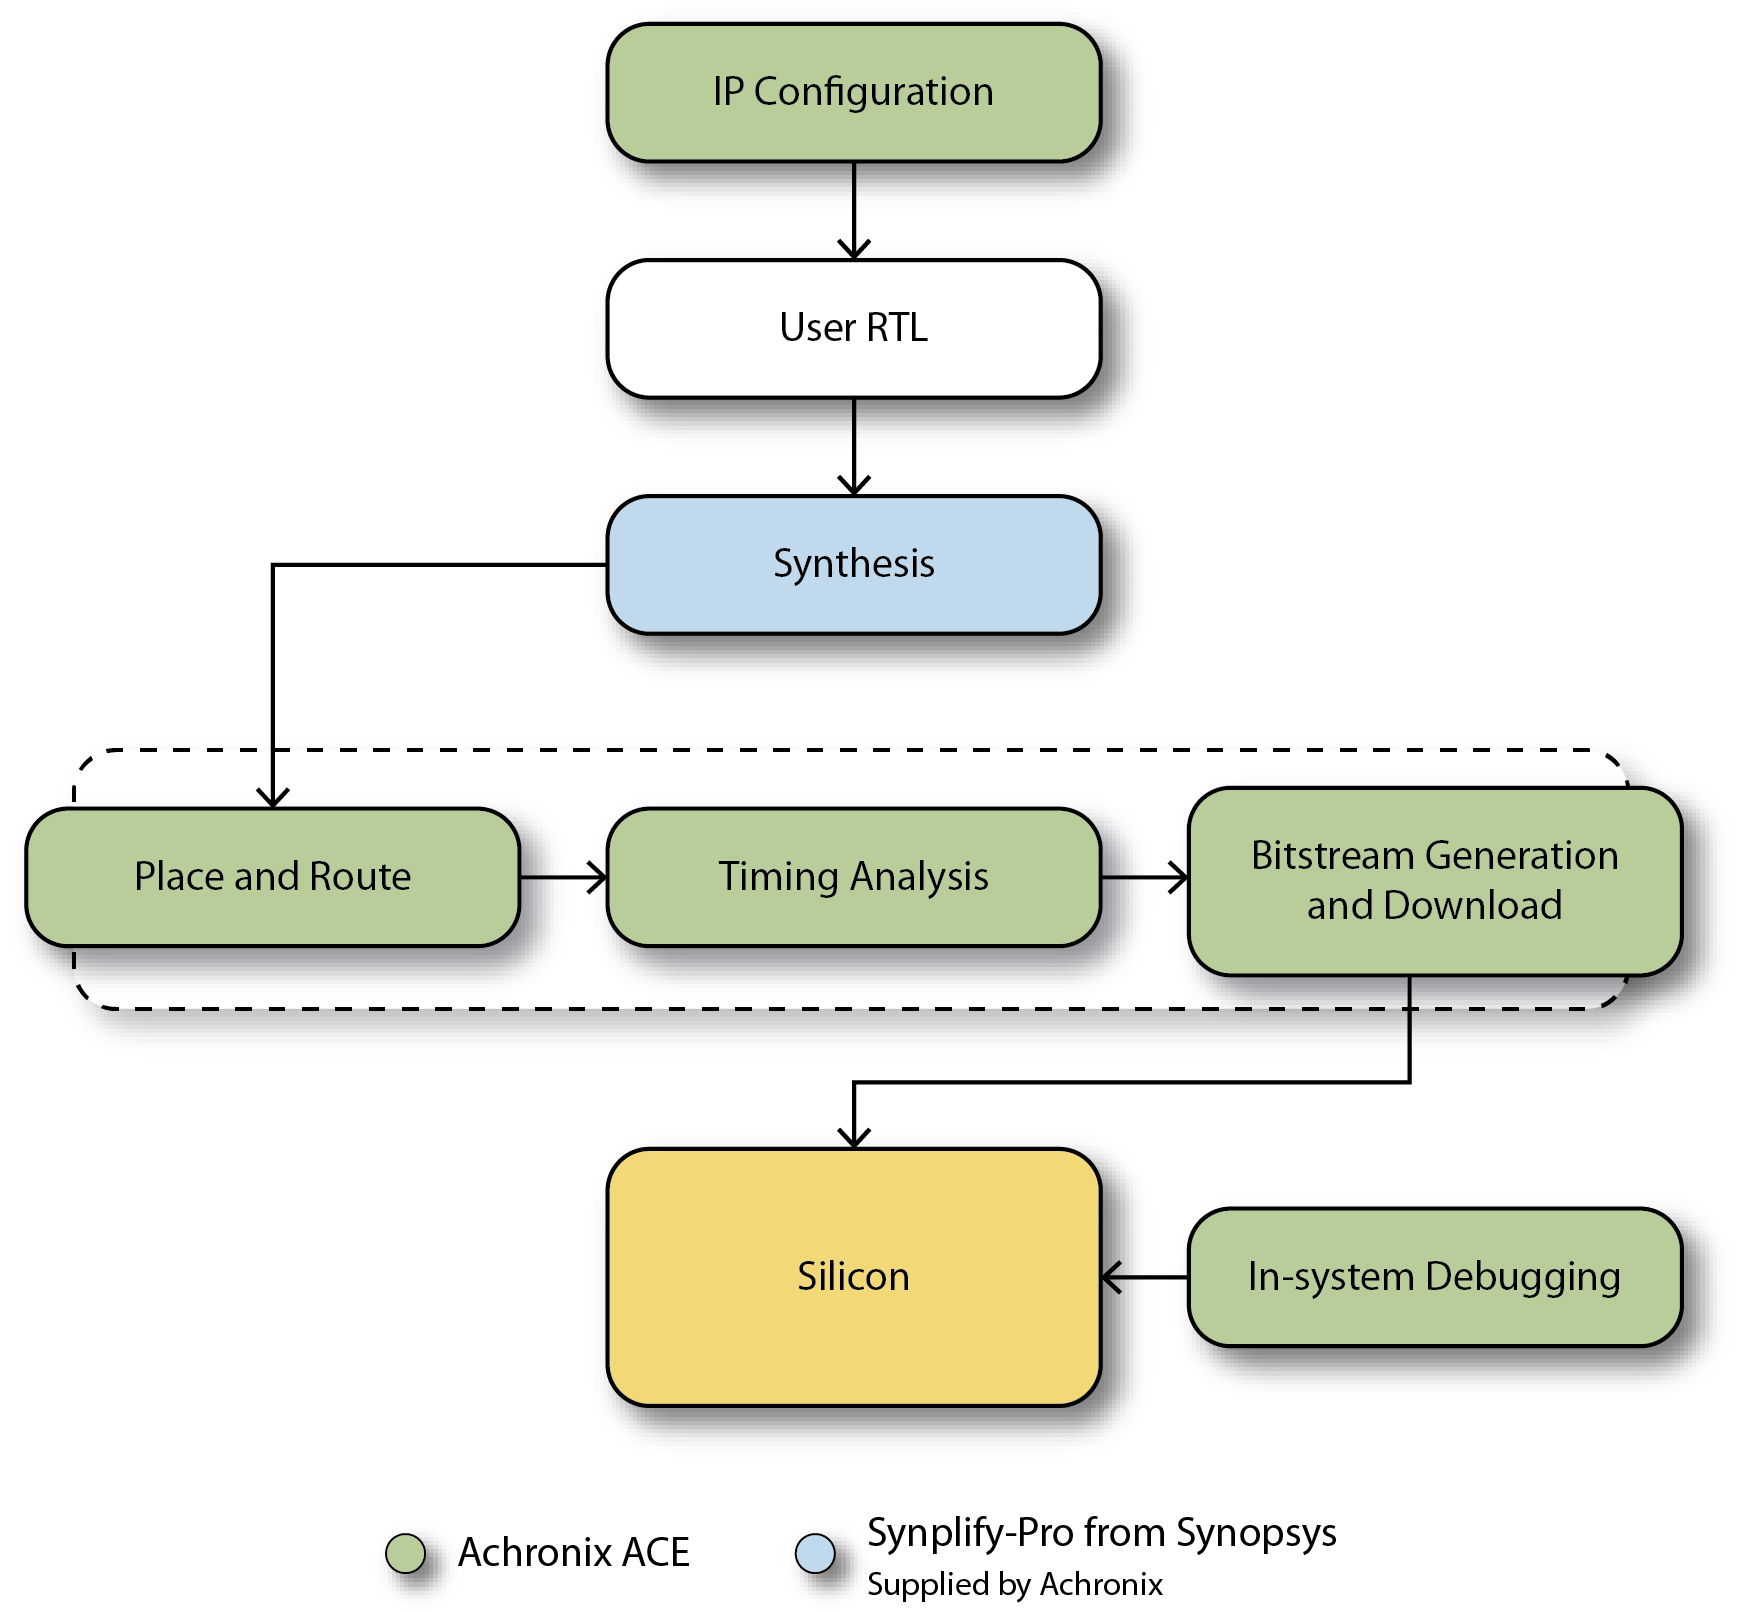 IP Configuration
User RTL
Synthesis
Place and Route
Timing Analysis
Bitstream Generation
and Download
Silicon
In-system Debugging
Achronix ACE
Synplify-Pro from Synopsys
Supplied by Achronix